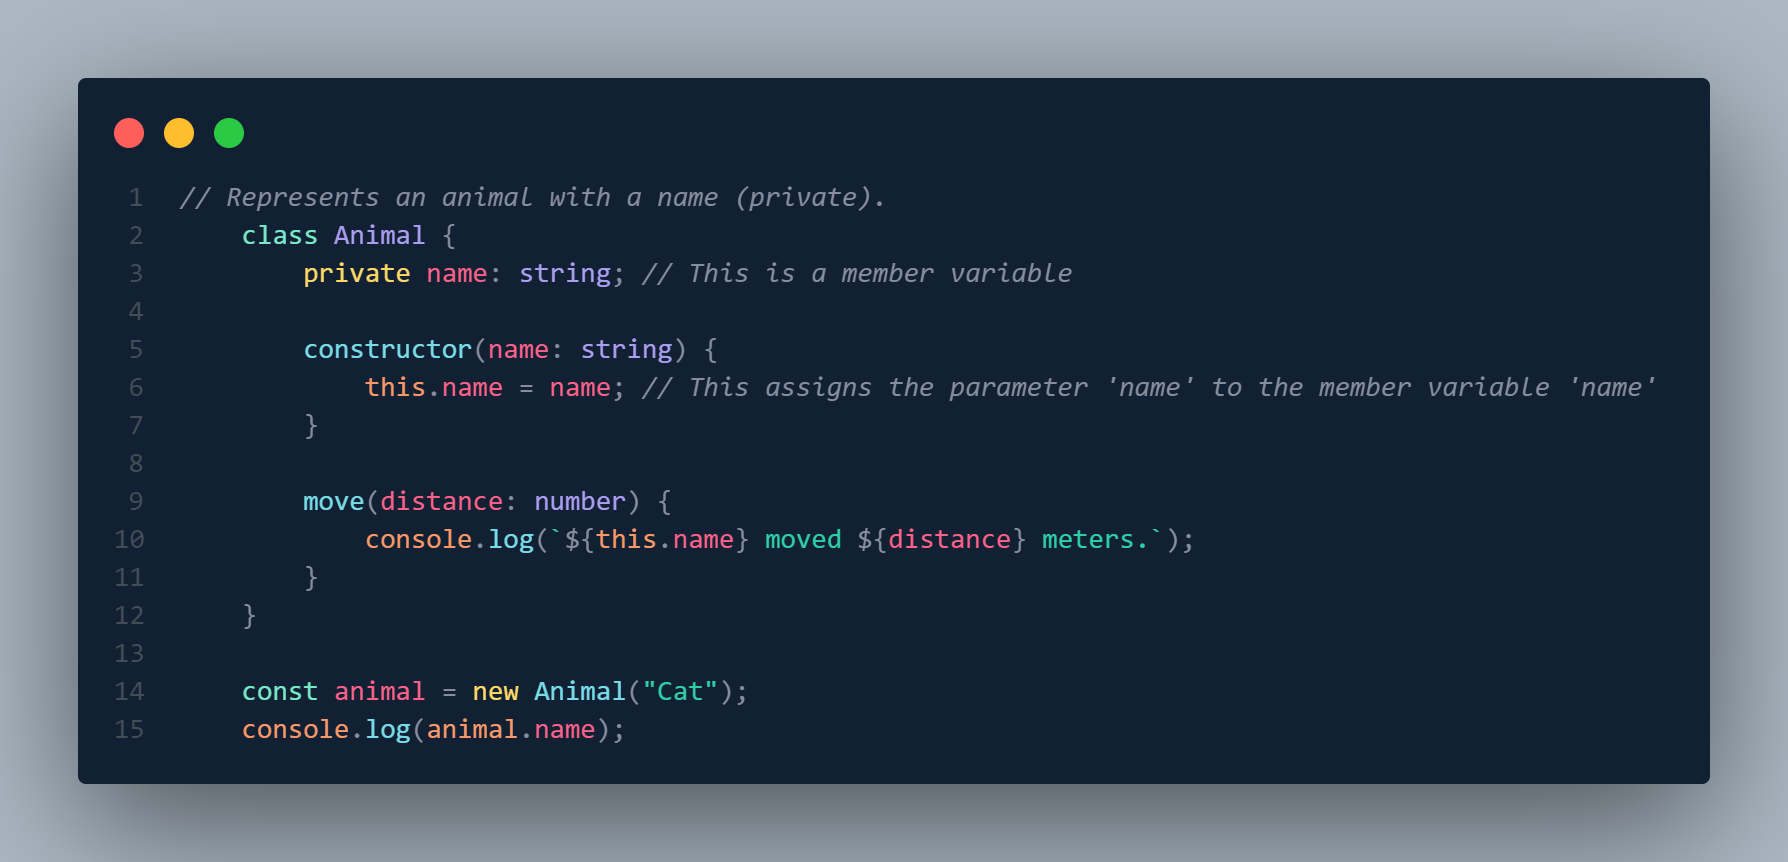 1 // Represents an animal with a name (private).
2     class Animal {
3         private name: string; // This is a member variable
4
5         constructor(name: string) {
6             this.name = name; // This assigns the parameter 'name' to the member variable 'name'
7         }
8
9         move(distance: number) {
10             console.log(`${this.name} moved ${distance} meters.`);
11         }
12     }
13
14     const animal = new Animal("Cat");
15     console.log(animal.name);